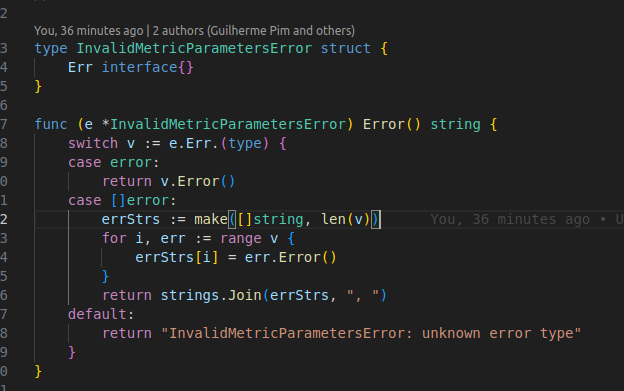 2
You, 36 minutes ago | 2 authors (Guilherme Pim and others)
3 type InvalidMetricParametersError struct {
4     Err interface{}
5 }
6
7 func (e *InvalidMetricParametersError) Error() string {
8     switch v := e.Err.(type) {
9     case error:
0         return v.Error()
1     case []error:
2         errStrs := make([]string, len(v)) You, 36 minutes ago • U
3         for i, err := range v {
4             errStrs[i] = err.Error()
5         }
6         return strings.Join(errStrs, ", ")
7     default:
8         return "InvalidMetricParametersError: unknown error type"
9     }
0 }
1